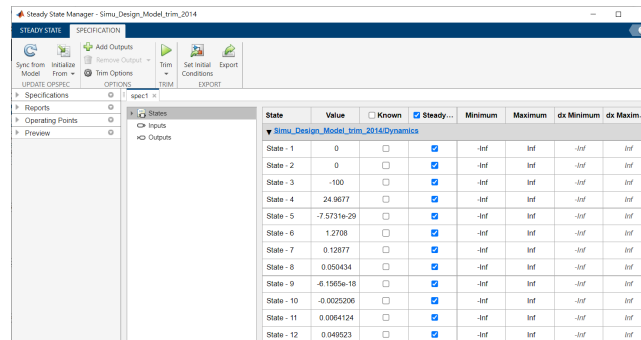 Steady State Manager - Simu_Design_Model_trim_2014
STEADY STATE SPECIFICATION
Sync from Model
Initialize From
Add Outputs
Remove Output
Trim Options
Trim
Set Initial Conditions
Export
UPDATE OPSPEC OPTIONS TRIM EXPORT
Specifications
Reports
Operating Points
Preview
spec1 ×
States
Inputs
Outputs
State Value Known Steady... Minimum Maximum dx Minimum dx Maxim
Simu_Design_Model_trim_2014/Dynamics
State - 1 0 -Inf Inf -Inf Inf
State - 2 0 -Inf Inf -Inf Inf
State - 3 -100 -Inf Inf -Inf Inf
State - 4 24.9677 -Inf Inf -Inf Inf
State - 5 -7.5731e-29 -Inf Inf -Inf Inf
State - 6 1.2708 -Inf Inf -Inf Inf
State - 7 0.12877 -Inf Inf -Inf Inf
State - 8 0.050434 -Inf Inf -Inf Inf
State - 9 -6.1565e-18 -Inf Inf -Inf Inf
State - 10 -0.0025206 -Inf Inf -Inf Inf
State - 11 0.0064124 -Inf Inf -Inf Inf
State - 12 0.049523 -Inf Inf -Inf Inf